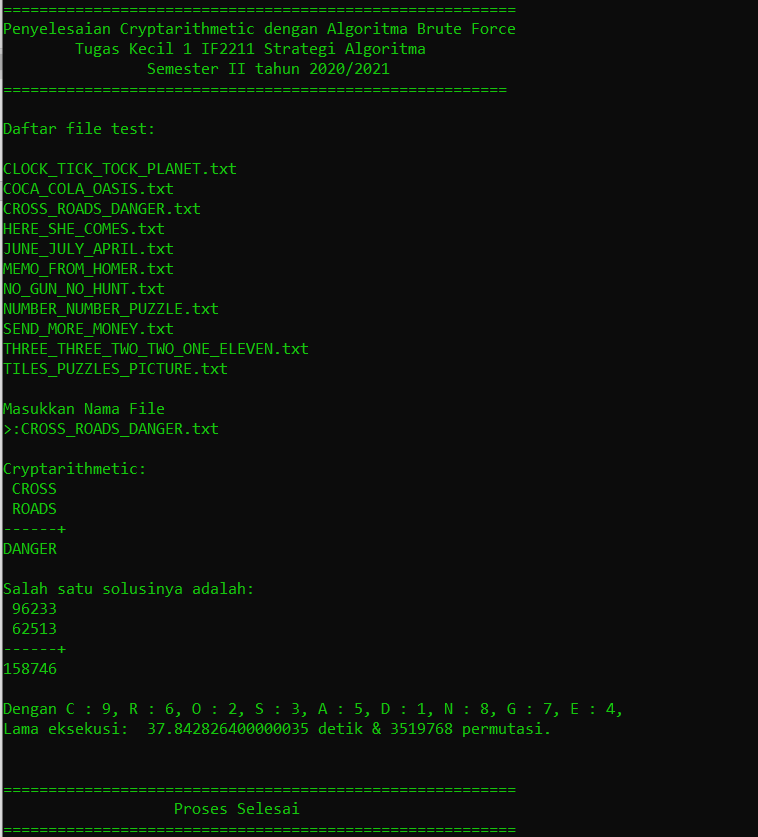 =========================================================
Penyelesaian Cryptarithmetic dengan Algoritma Brute Force
        Tugas Kecil 1 IF2211 Strategi Algoritma
                Semester II tahun 2020/2021
========================================================

Daftar file test:

CLOCK_TICK_TOCK_PLANET.txt
COCA_COLA_OASIS.txt
CROSS_ROADS_DANGER.txt
HERE_SHE_COMES.txt
JUNE_JULY_APRIL.txt
MEMO_FROM_HOMER.txt
NO_GUN_NO_HUNT.txt
NUMBER_NUMBER_PUZZLE.txt
SEND_MORE_MONEY.txt
THREE_THREE_TWO_TWO_ONE_ELEVEN.txt
TILES_PUZZLES_PICTURE.txt

Masukkan Nama File
>:CROSS_ROADS_DANGER.txt

Cryptarithmetic:
 CROSS
 ROADS
------+
DANGER

Salah satu solusinya adalah:
 96233
 62513
------+
158746

Dengan C : 9, R : 6, O : 2, S : 3, A : 5, D : 1, N : 8, G : 7, E : 4,
Lama eksekusi:  37.842826400000035 detik & 3519768 permutasi.

=========================================================
                   Proses Selesai
=========================================================